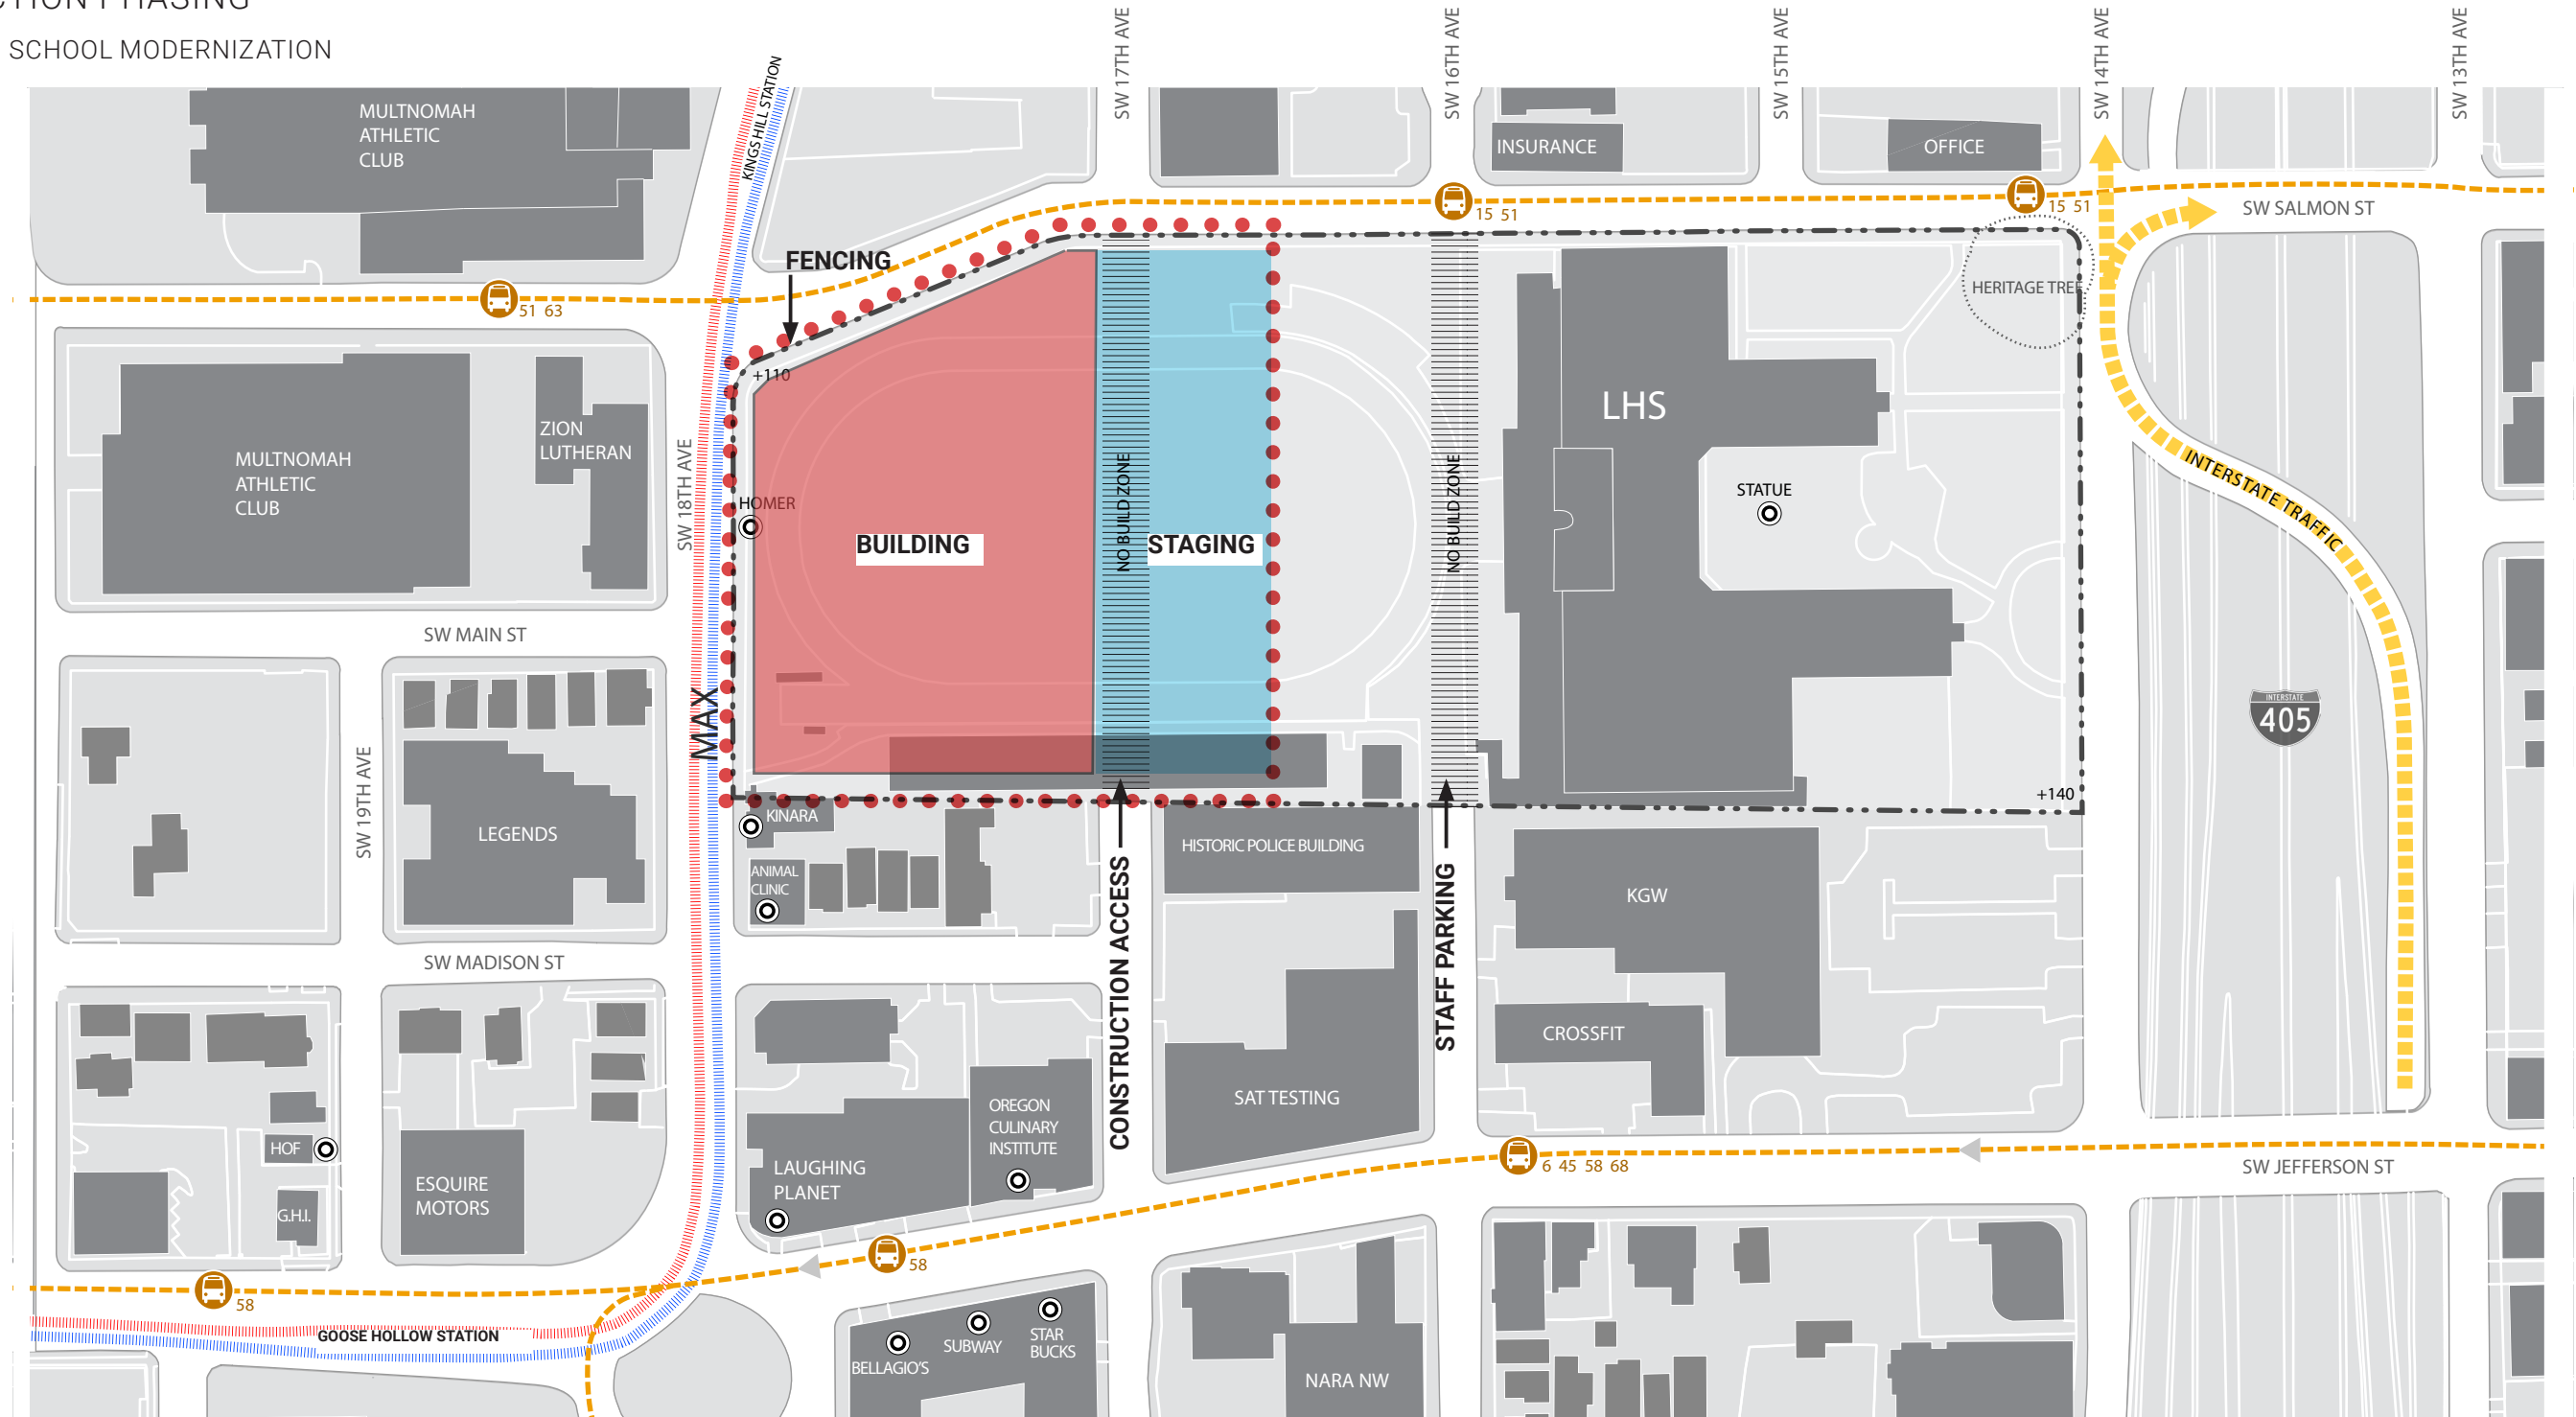 CTION PHASING
SCHOOL MODERNIZATION
SW 17TH AVE
SW 16TH AVE
SW 15TH AVE
SW 14TH AVE
SW 13TH AVE
KINGS HILL STATION
MULTNOMAH
ATHLETIC
CLUB
INSURANCE
OFFICE
15 51
15 51
SW SALMON ST
FENCING
51 63
HERITAGE TREE
+110
LHS
ZION
LUTHERAN
MULTNOMAH
ATHLETIC
CLUB
SW 18TH AVE
HOMER
BUILDING
NO BUILD ZONE
STAGING
NO BUILD ZONE
STATUE
INTERSTATE TRAFFIC
SW MAIN ST
MAX
INTERSTATE
405
SW 19TH AVE
+140
KINARA
LEGENDS
HISTORIC POLICE BUILDING
ANIMAL
CLINIC
CONSTRUCTION ACCESS
STAFF PARKING
KGW
SW MADISON ST
CROSSFIT
SAT TESTING
OREGON
CULINARY
INSTITUTE
HOF
LAUGHING
PLANET
6 45 58 68
SW JEFFERSON ST
ESQUIRE
MOTORS
G.H.I.
58
58
GOOSE HOLLOW STATION
BELLAGIO'S
SUBWAY
STAR
BUCKS
NARA NW